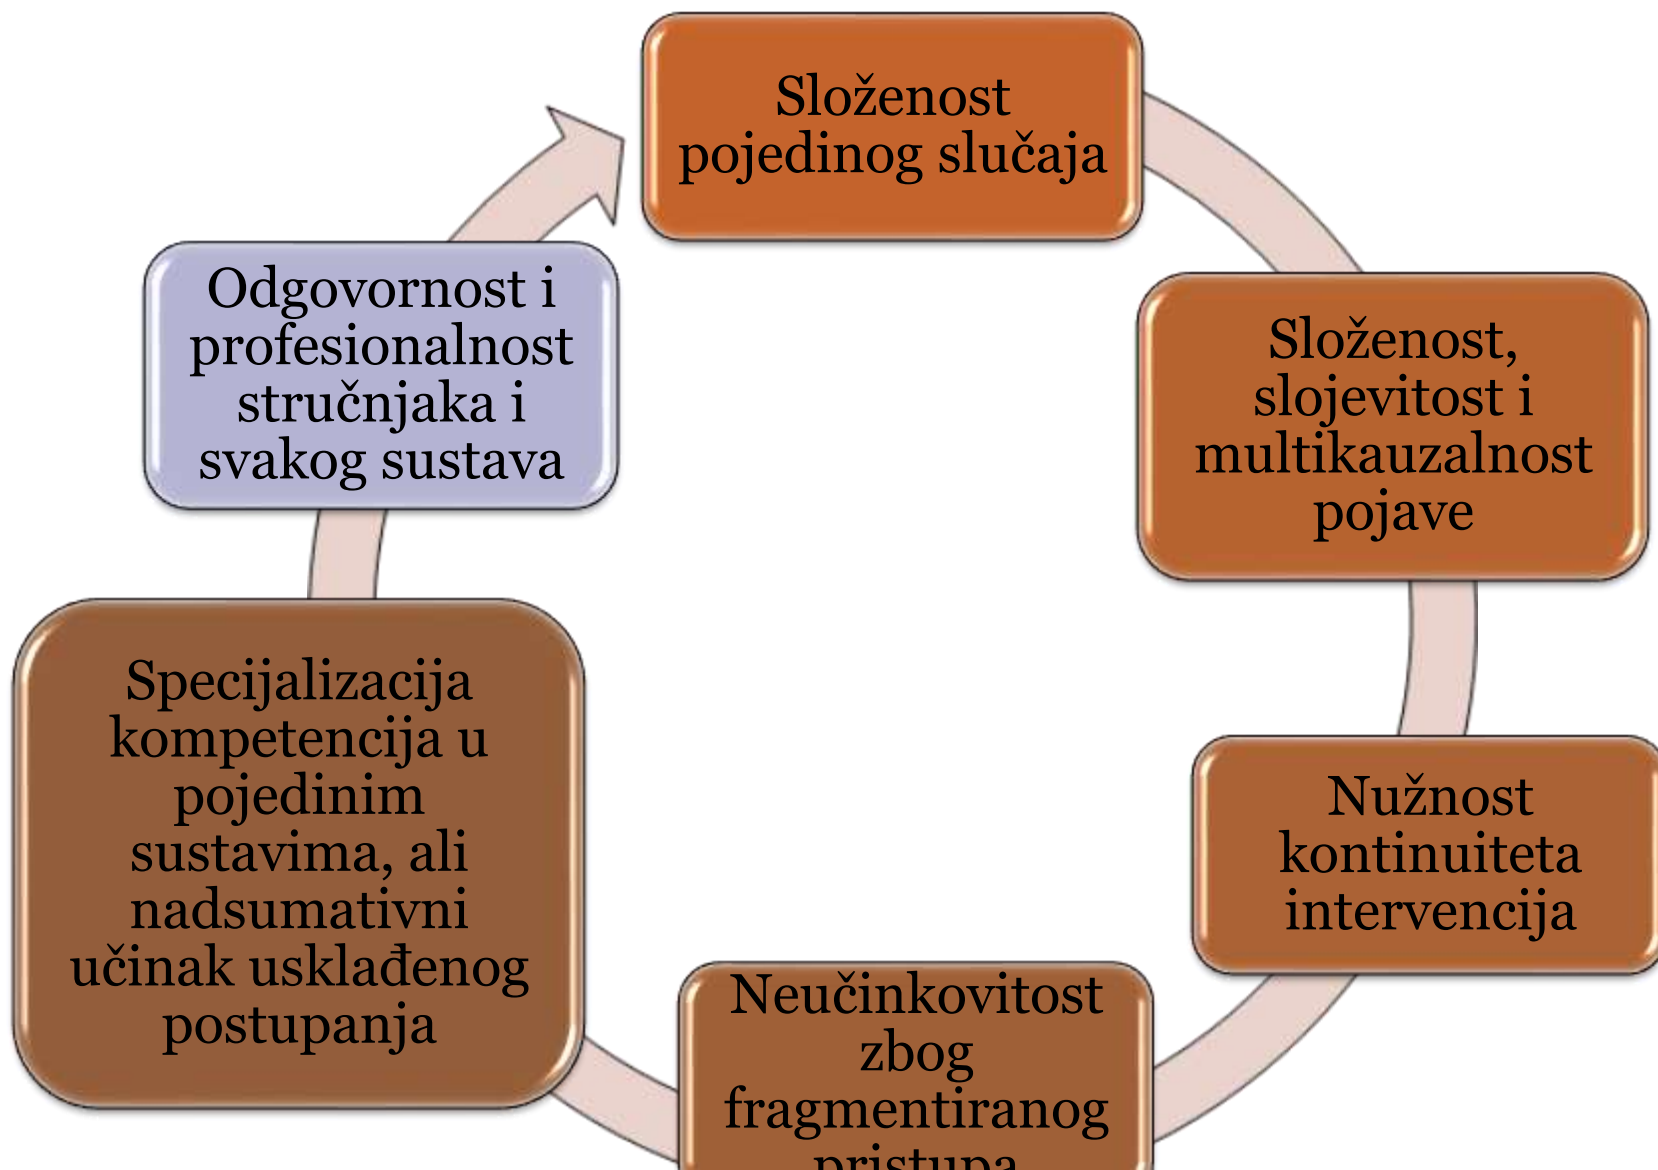 Složenost
pojedinog slučaja
Složenost,
slojevitost i
multikauzalnost
pojave
Nužnost
kontinuiteta
intervencija
Neučinkovitost
zbog
fragmentiranog
pristupa
Specijalizacija
kompetencija u
pojedinim
sustavima, ali
nadsumativni
učinak usklađenog
postupanja
Odgovornost i
profesionalnost
stručnjaka i
svakog sustava